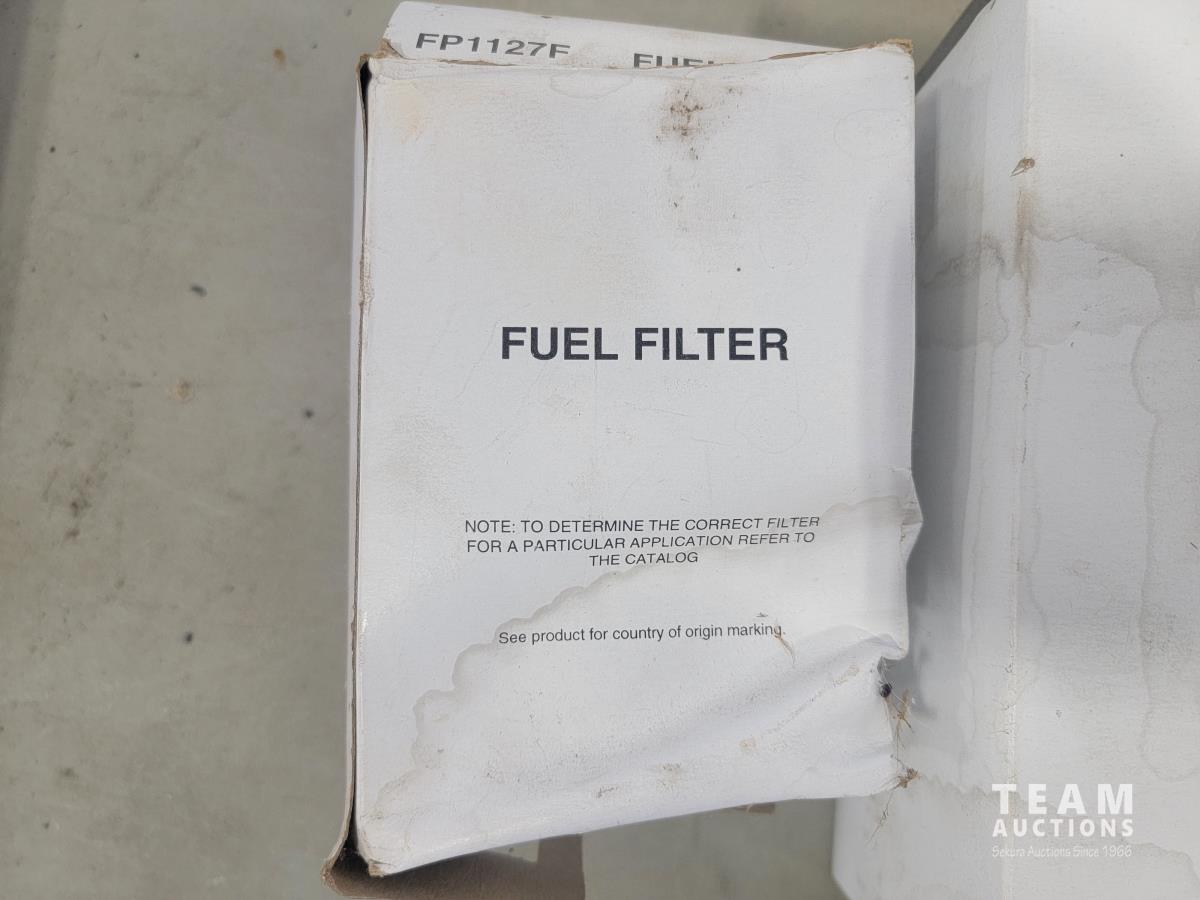 FP1127F
FUEL FILTER
NOTE: TO DETERMINE THE CORRECT FILTER
FOR A PARTICULAR APPLICATION REFER TO
THE CATALOG
See product for country of origin marking.
TEAM
AUCTIONS
Sekura Auctions Since 1966